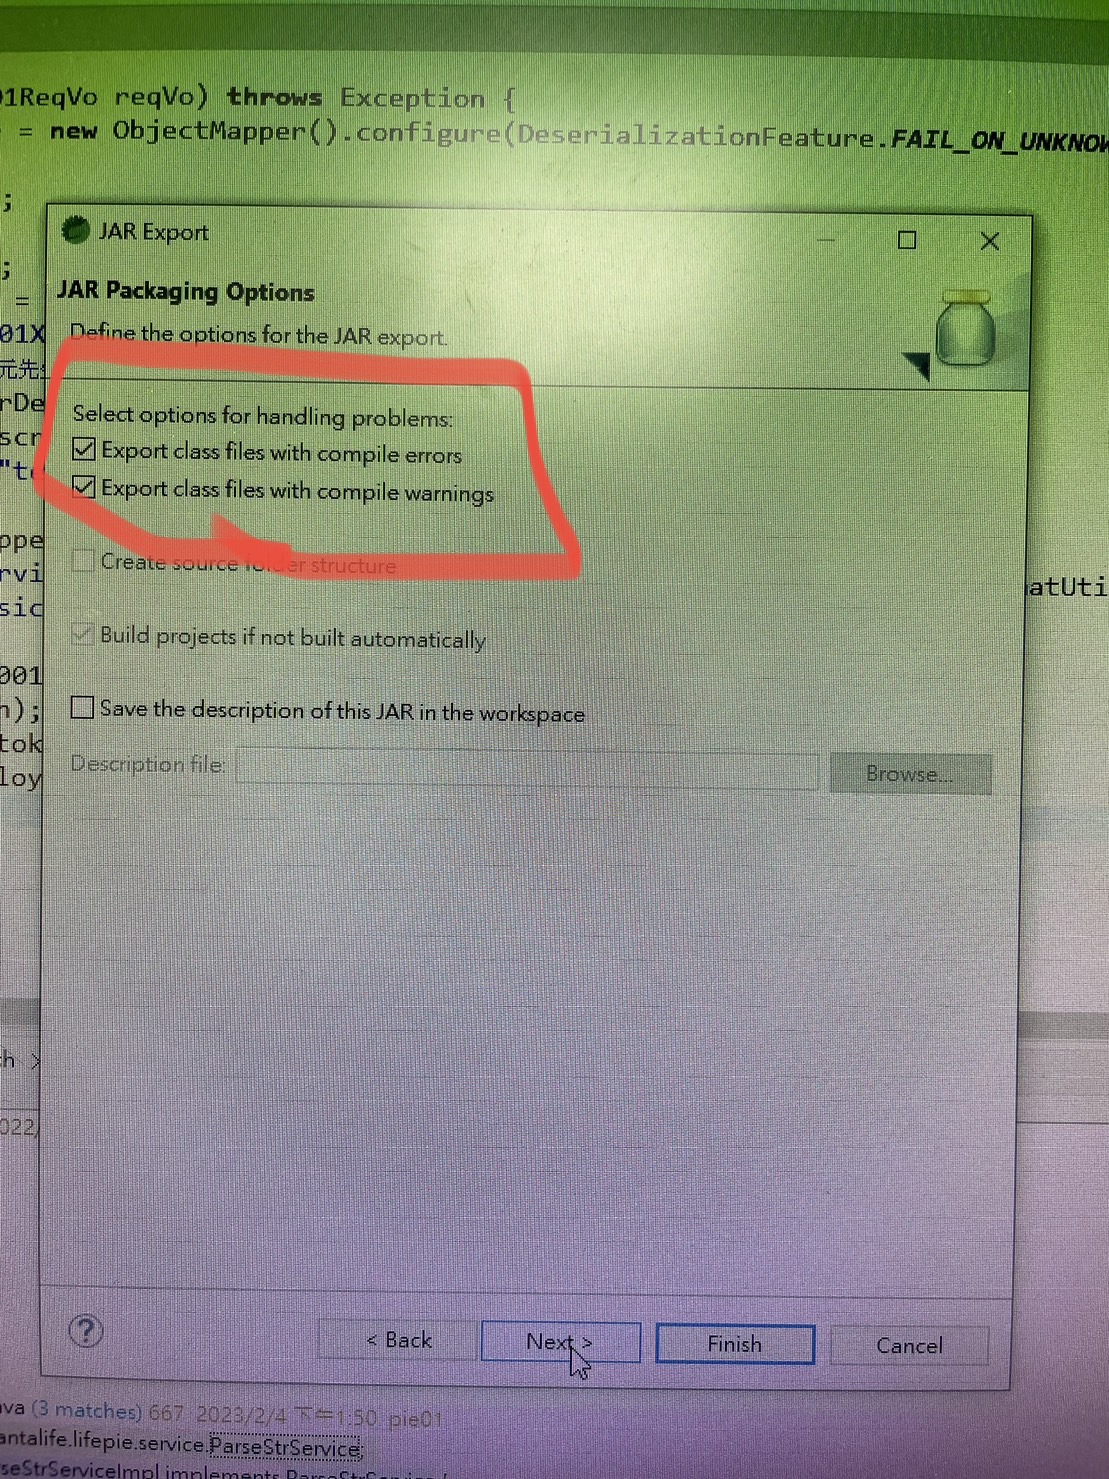 01ReqVo reqVo) throws Exception {
= new ObjectMapper().configure(DeserializationFeature.FAIL_ON_UNKNOW
;
JAR Export
;
JAR Packaging Options
=
Define the options for the JAR export.
01X
元先
rDe
Select options for handling problems:
scr
Export class files with compile errors
"t
Export class files with compile warnings
ppe
Create source folder structure
rvi
atUti
sic
Build projects if not built automatically
001
n);
Save the description of this JAR in the workspace
tok
Description file:
Browse...
loy
th
022
?
< Back
Next >
Finish
Cancel
ava (3 matches) 667 2023/2/4 下午1:50 pie01
antalife.lifepie.service.ParseStrService;
seStrServiceImpl implements ParseStrService {